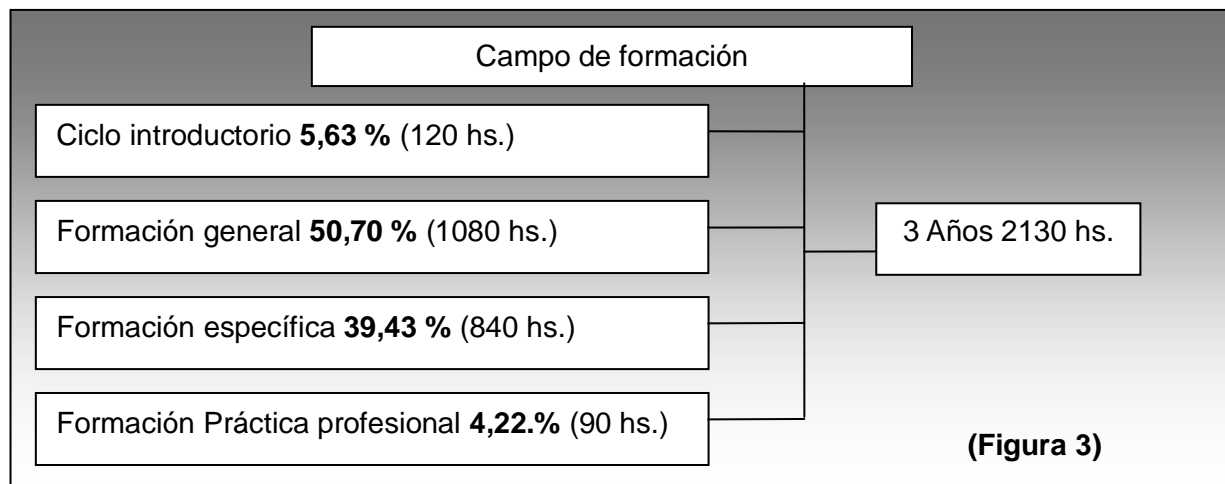 Campo de formación
Ciclo introductorio 5,63 % (120 hs.)
Formación general 50,70 % (1080 hs.)
3 Años 2130 hs.
Formación específica 39,43 % (840 hs.)
Formación Práctica profesional 4,22.% (90 hs.)
(Figura 3)